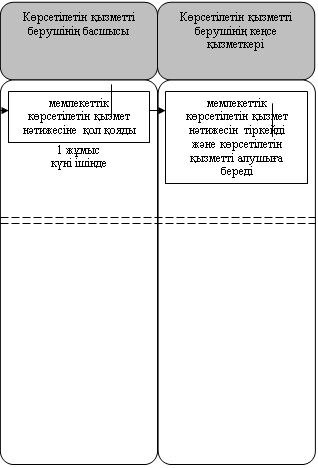 Көрсетілетін қызметті
берушінің басшысы
Көрсетілетін қызметті
берушінің кеңсе
қызметкері
мемлекеттік
көрсетілетін қызмет
нәтижесіне қол қояды
1 жұмыс
күні ішінде
мемлекеттік
көрсетілетін қызмет
нәтижесін тіркейді
және көрсетілетін
қызметті алушыға
береді